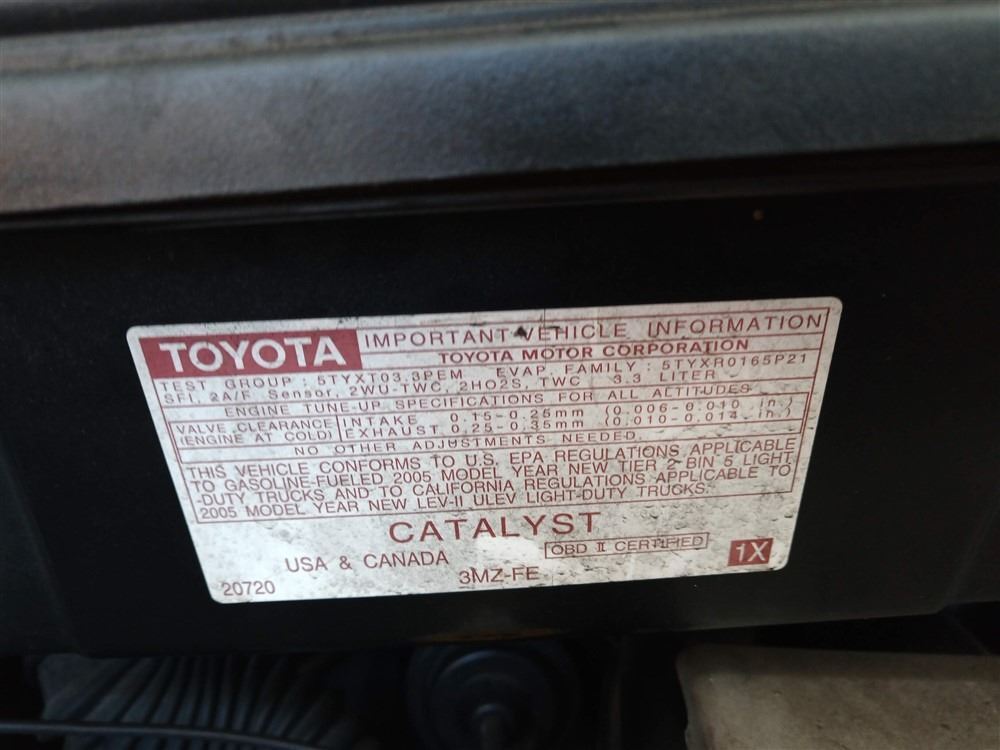 TOYOTA
IMPORTANT VEHICLE INFORMATION
TOYOTA MOTOR CORPORATION
TEST GROUP : 5TYXT03.3PEM EVAP. FAMILY : 5TYXR0165P21
SFI, 2A/F Sensor, 2WU-TWC, 2HO2S, TWC 3.3 LITER
ENGINE TUNE-UP SPECIFICATIONS FOR ALL ALTITUDES
VALVE CLEARANCE INTAKE 0.15-0.25mm (0.006-0.010 in.)
(ENGINE AT COLD) EXHAUST 0.25-0.35mm (0.010-0.014 in.)
NO OTHER ADJUSTMENTS NEEDED.
THIS VEHICLE CONFORMS TO U.S. EPA REGULATIONS APPLICABLE
TO GASOLINE-FUELED 2005 MODEL YEAR NEW TIER 2-BIN 5 LIGHT
-DUTY TRUCKS AND TO CALIFORNIA REGULATIONS APPLICABLE TO
2005 MODEL YEAR NEW LEV-II ULEV LIGHT-DUTY TRUCKS.
CATALYST
USA & CANADA OBD II CERTIFIED 1X
20720 3MZ-FE